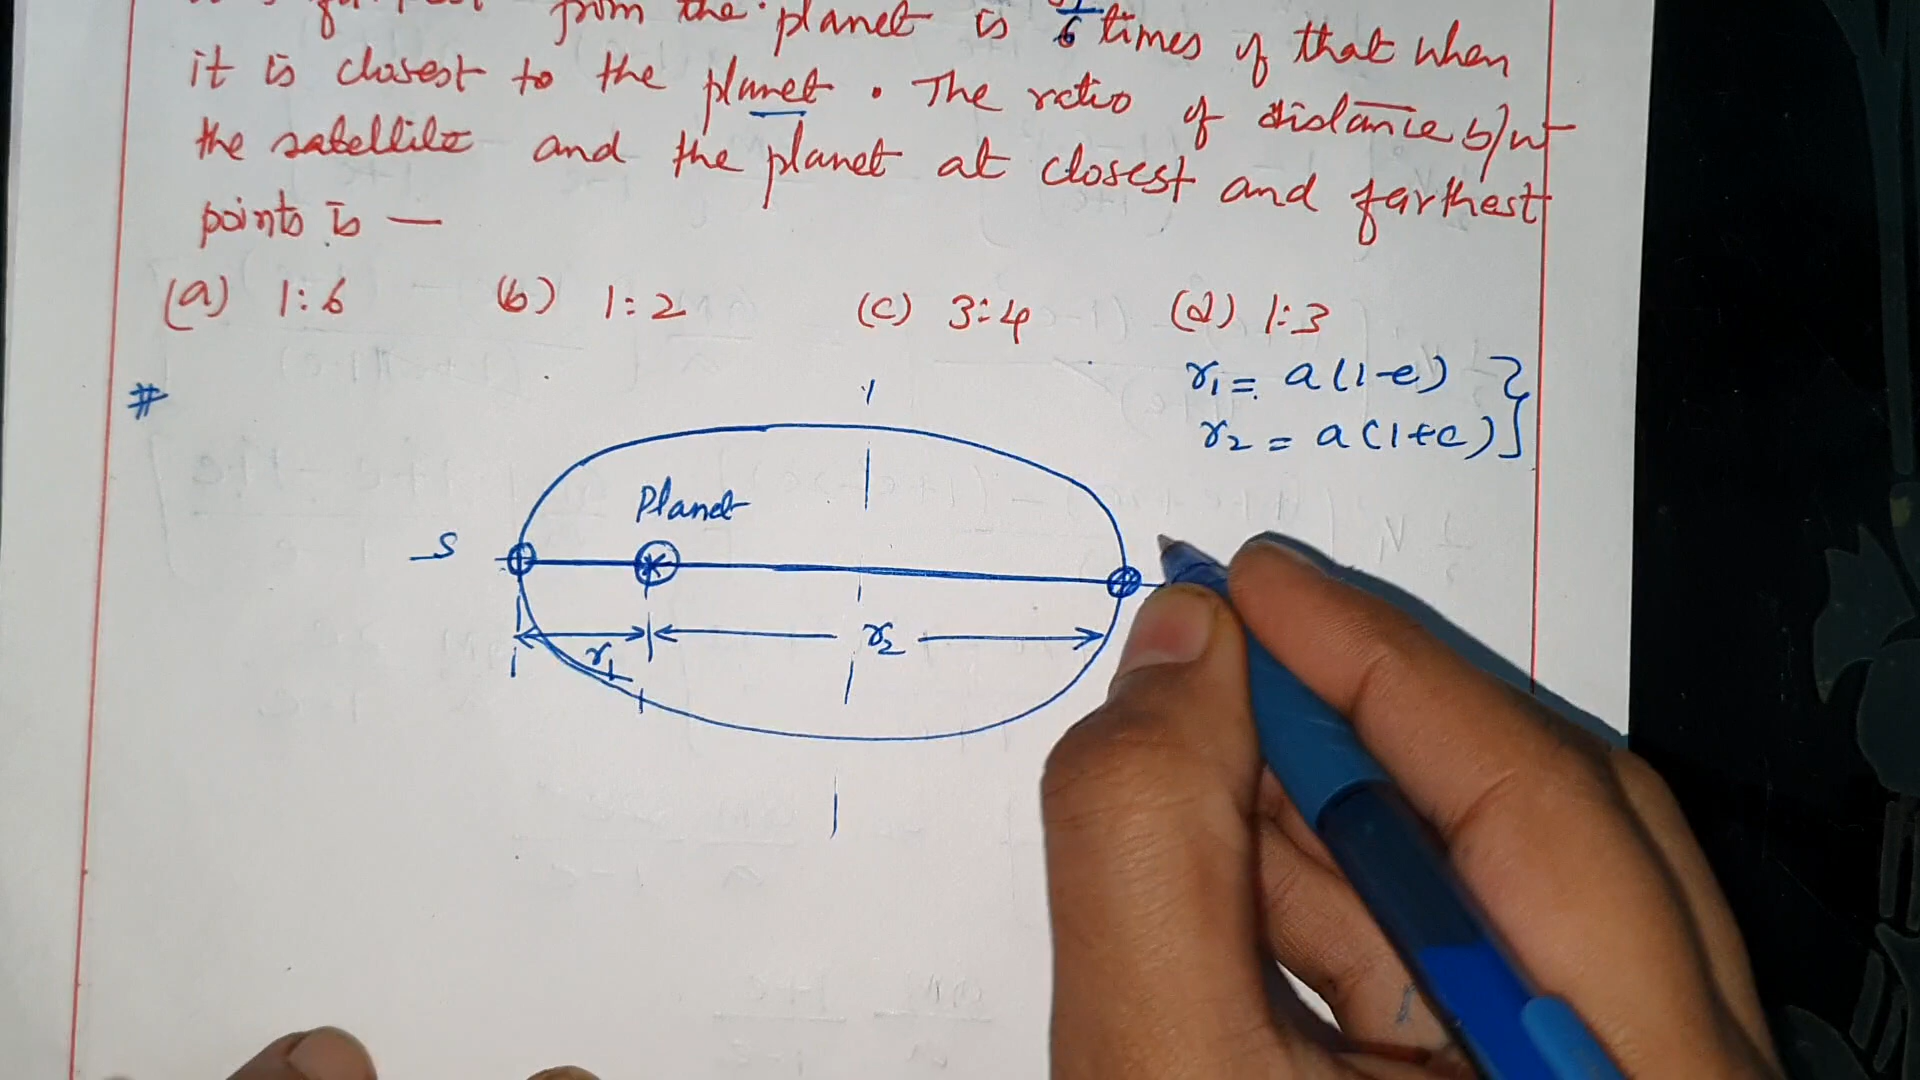 from the planet is 1/6 times of that when
it is closest to the planet. The ratio of distance b/w
the satellite and the planet at closest and farthest
points is —
(a) 1:6 (b) 1:2 (c) 3:4 (d) 1:3
r1 = a(1-e)
#
r2 = a(1+e)
Planet
S
r2
r1